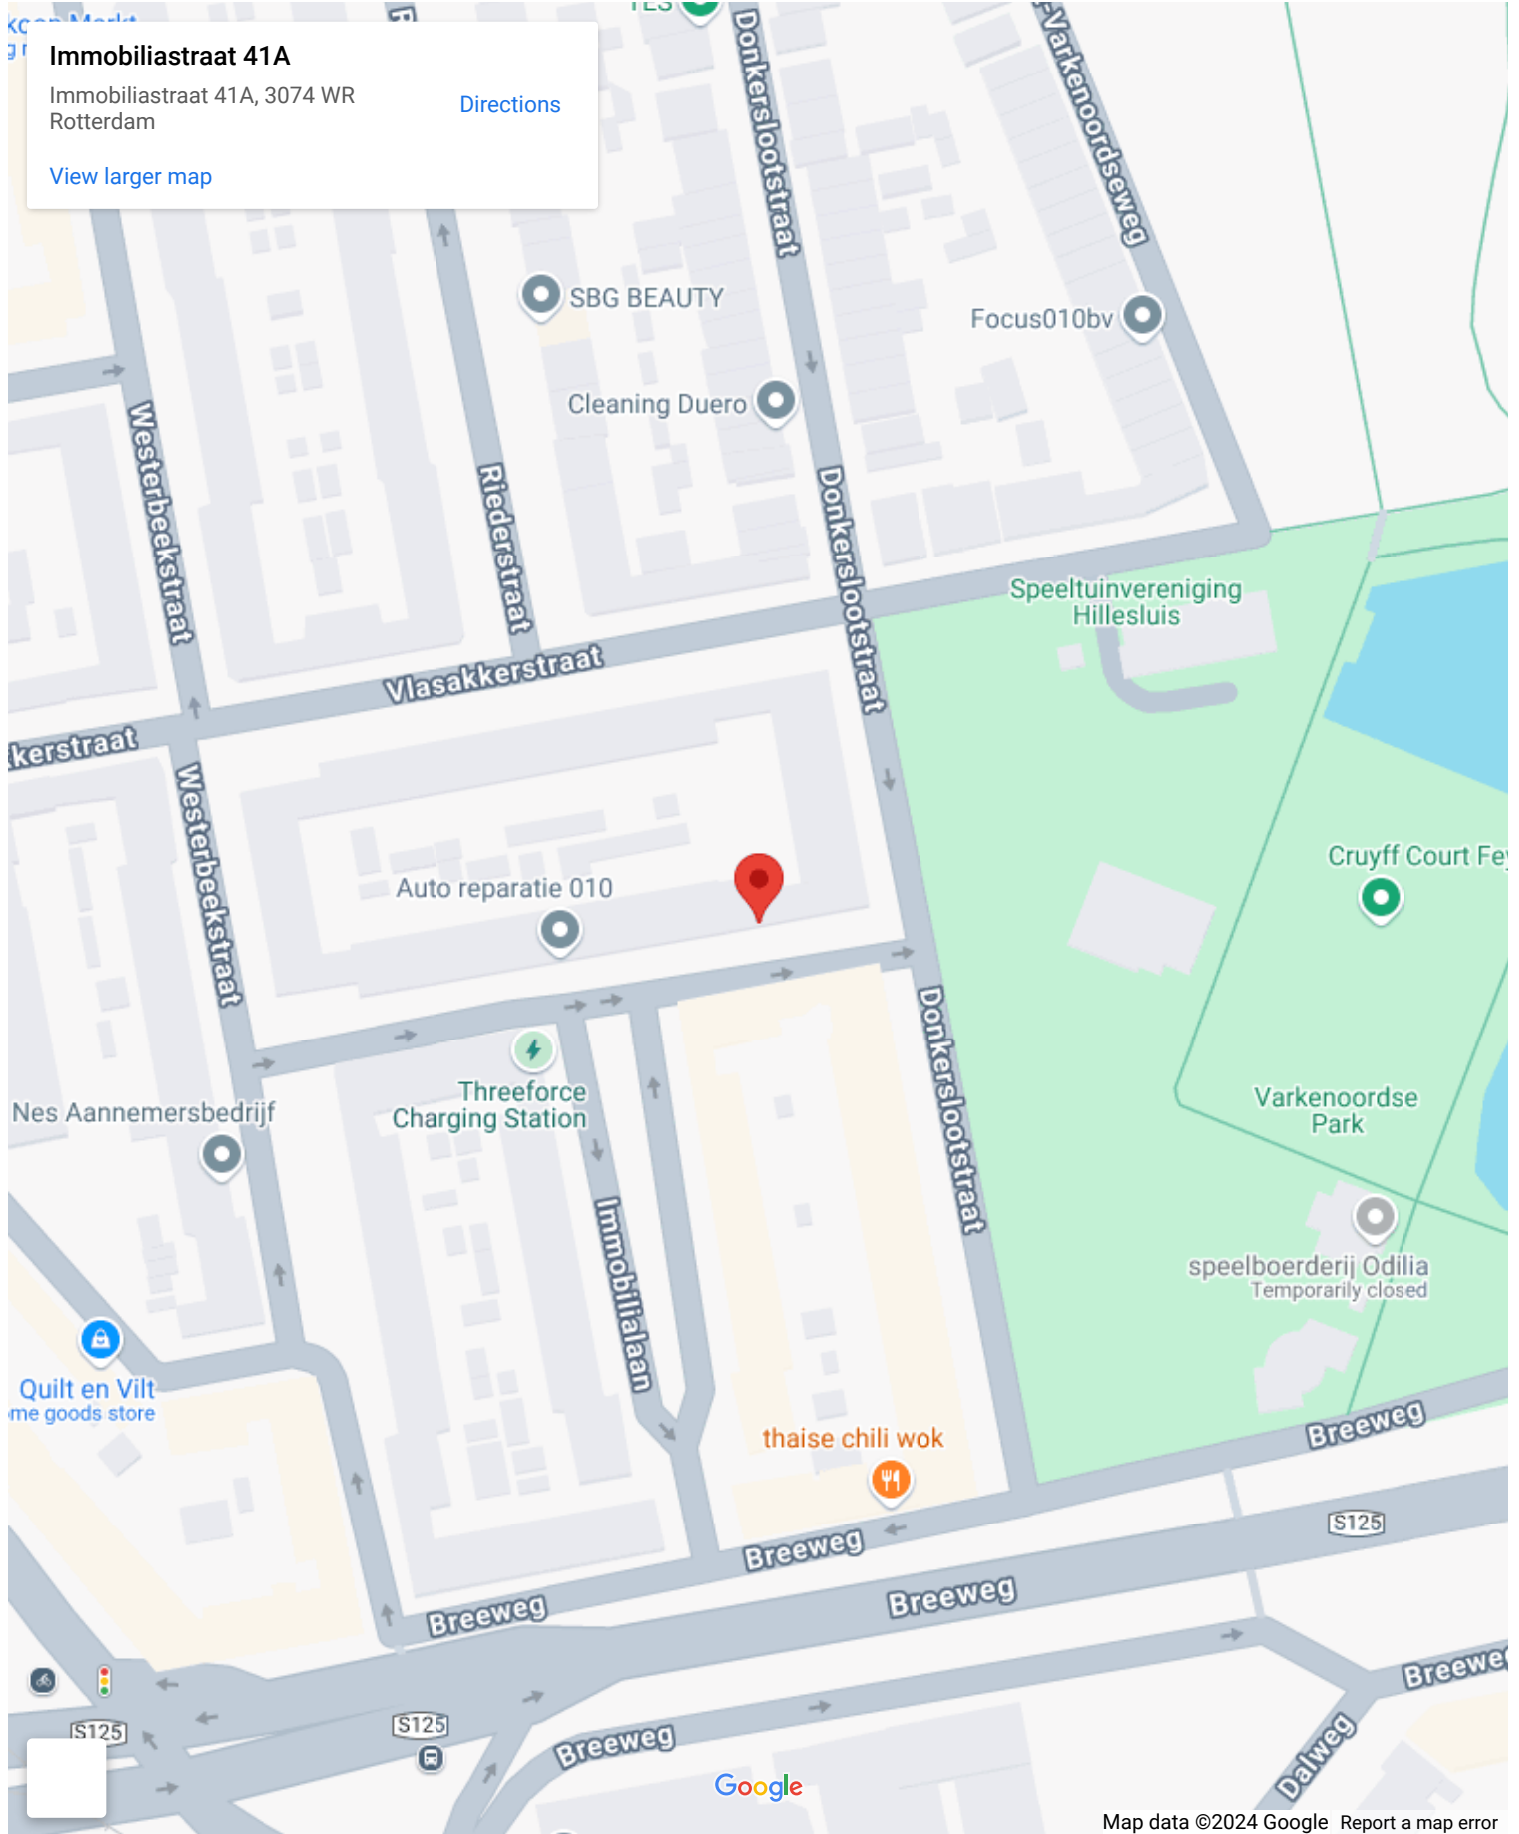 Immobiliastraat 41A
Immobiliastraat 41A, 3074 WR
Rotterdam
Directions
View larger map
Donkerslootstraat
-Varkenoordseweg
SBG BEAUTY
Focus010bv
Cleaning Duero
Westerbeekstraat
Riederstraat
Donkerslootstraat
Speeltuinvereniging
Hillesluis
Vlasakkerstraat
kerstraat
Westerbeekstraat
Cruyff Court Fey
Auto reparatie 010
Donkerslootstraat
Threeforce
Charging Station
Nes Aannemersbedrijf
Varkenoordse
Park
Immobilialaan
speelboerderij Odilia
Temporarily closed
Quilt en Vilt
me goods store
thaise chili wok
Breeweg
S125
Breeweg
Breeweg
Breeweg
Breeweg
S125
S125
Breeweg
Dalweg
Google
Map data ©2024 Google
Report a map error